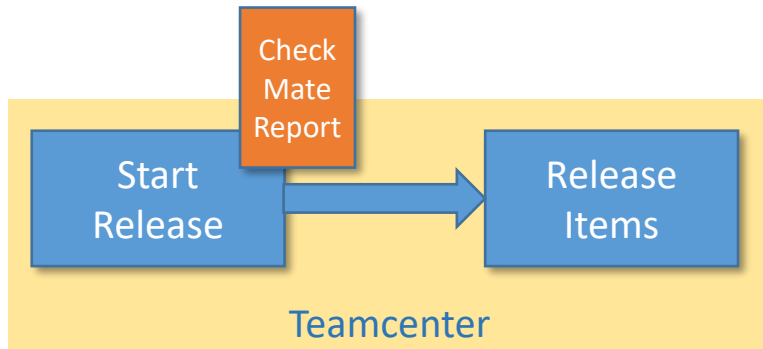 Check
Mate
Report
Start
Release
Release
Items
Teamcenter